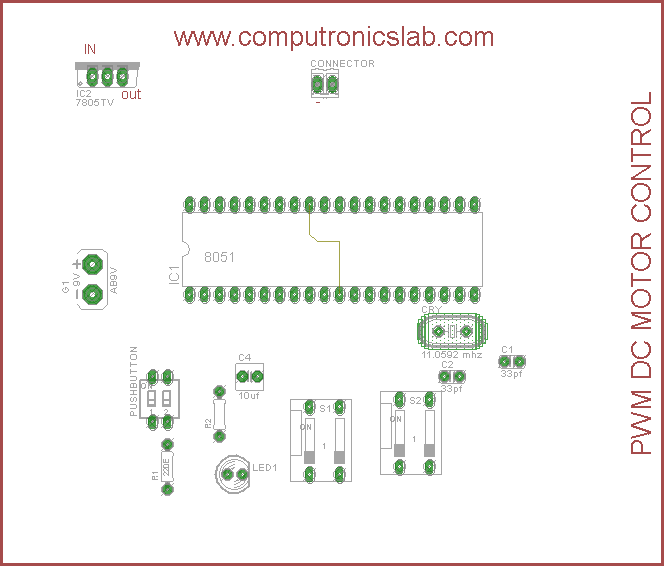 www.computronicslab.com
IN
CONNECTOR
-
out
IC2
7805TV
PWM DC MOTOR CONTROL
8051
IC1
G1
+
-
9V
AB9V
CRY
11.0592 mhz
C1
33pf
C2
33pf
C4
10uf
PUSHBUTTON
ON
1 2
R2
S1
ON
1
S2
ON
1
R1
220E
LED1